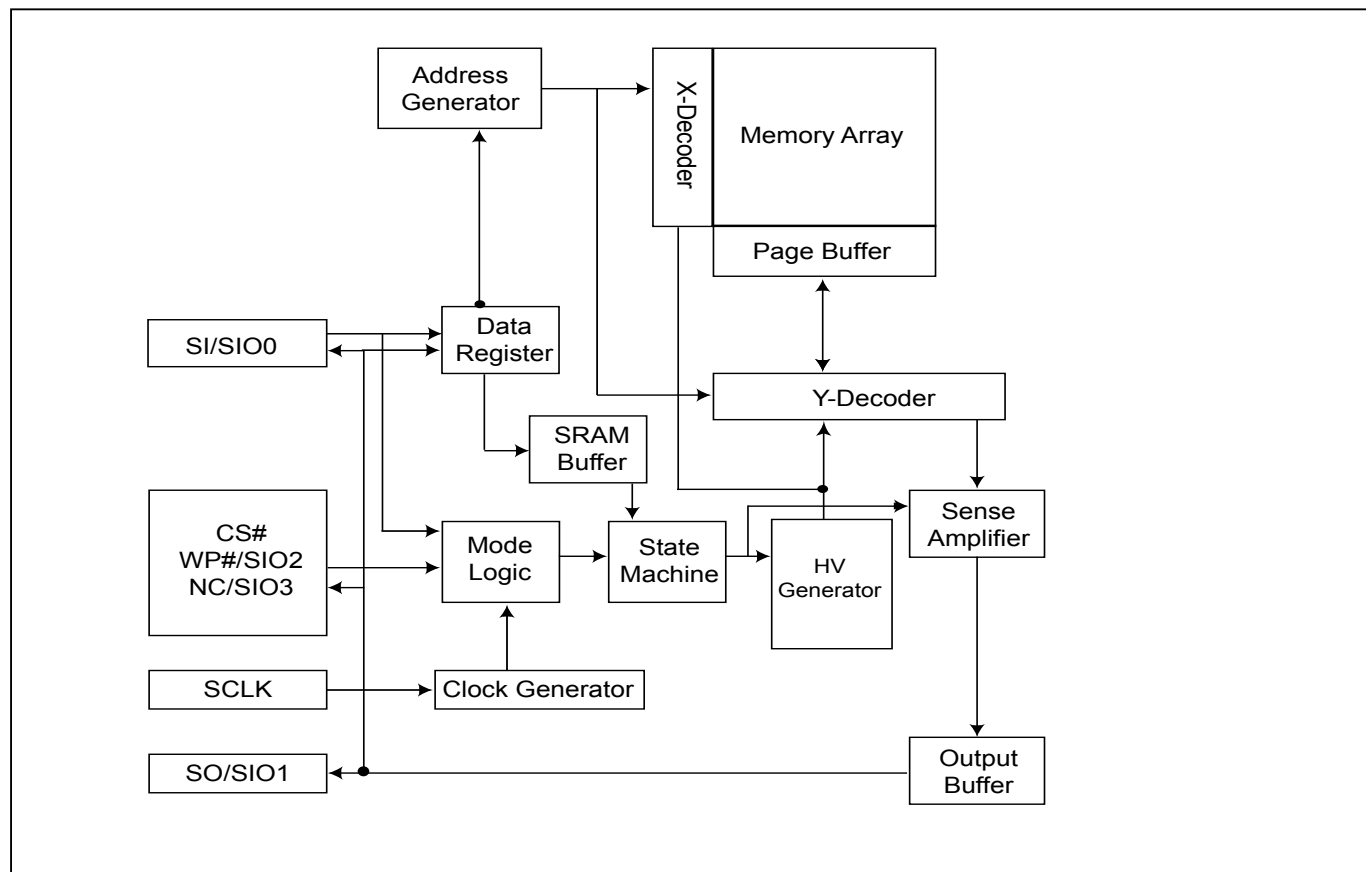 Address
Generator
X-Decoder
Memory Array
Page Buffer
SI/SIO0
Data
Register
Y-Decoder
SRAM
Buffer
CS#
WP#/SIO2
NC/SIO3
Mode
Logic
State
Machine
HV
Generator
Sense
Amplifier
SCLK
Clock Generator
SO/SIO1
Output
Buffer